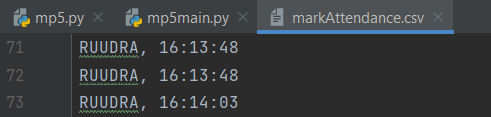 mp5.py mp5main.py markAttendance.csv
71 RUUDRA, 16:13:48
72 RUUDRA, 16:13:48
73 RUUDRA, 16:14:03